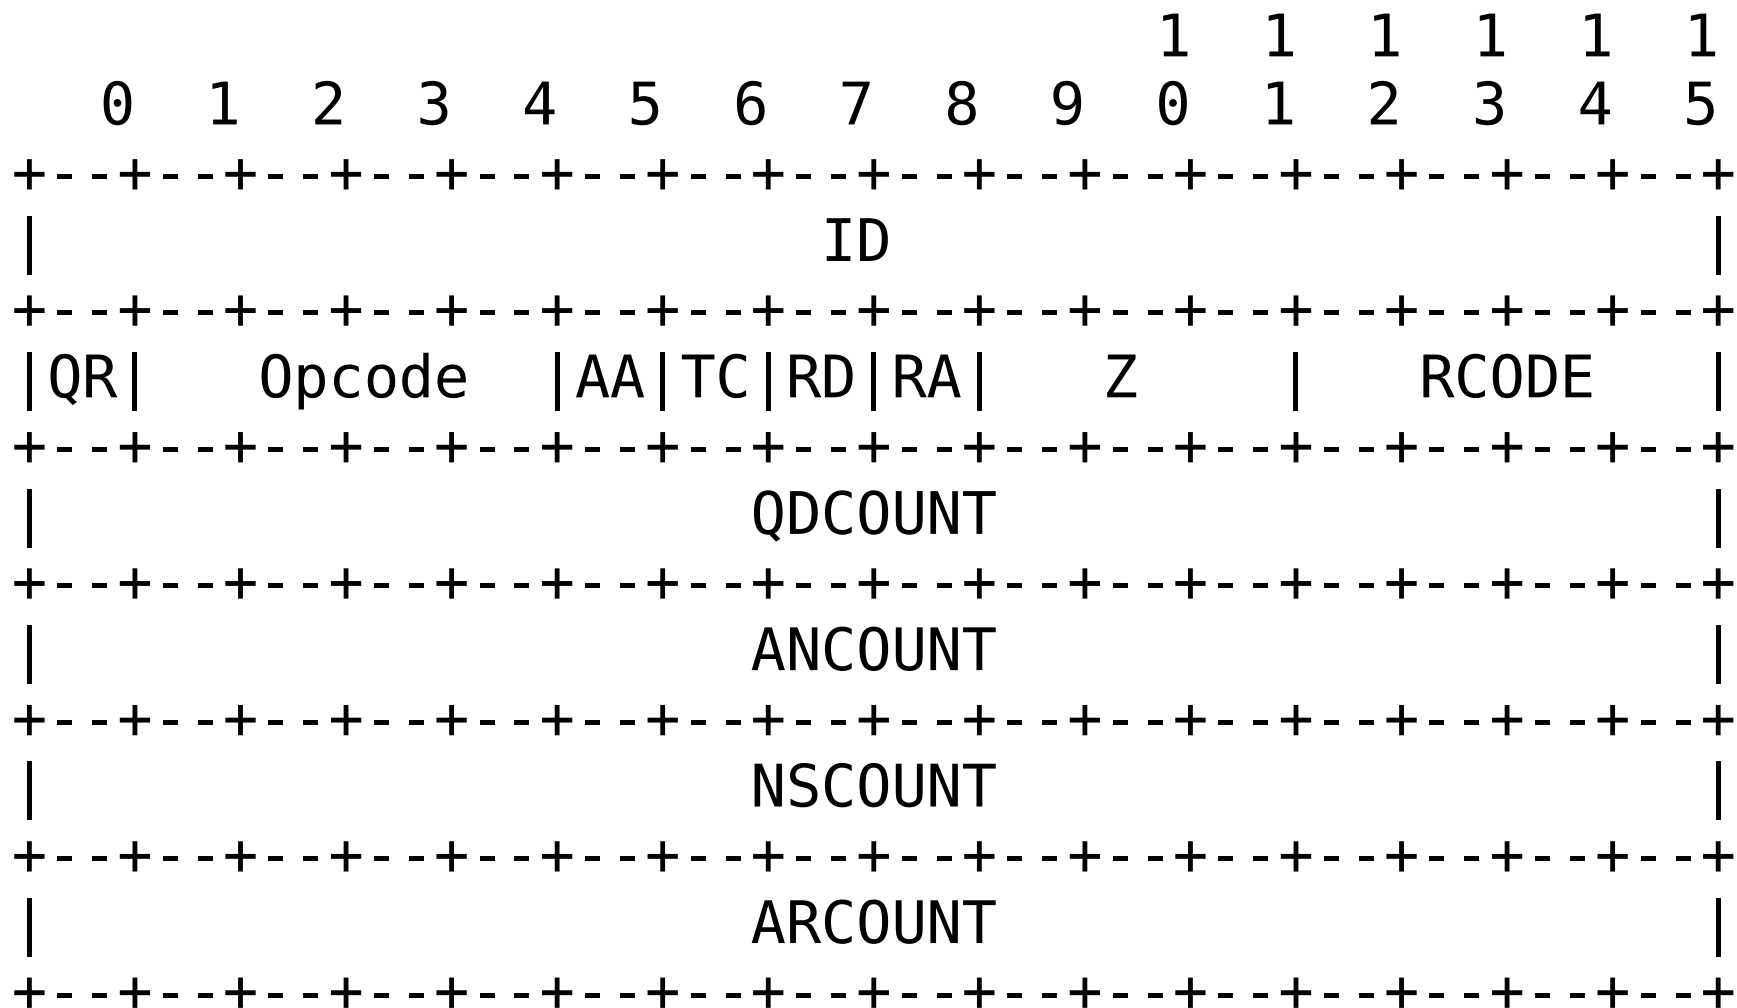 1  1  1  1  1  1
  0  1  2  3  4  5  6  7  8  9  0  1  2  3  4  5
+--+--+--+--+--+--+--+--+--+--+--+--+--+--+--+--+
|                      ID                       |
+--+--+--+--+--+--+--+--+--+--+--+--+--+--+--+--+
|QR|   Opcode  |AA|TC|RD|RA|   Z    |   RCODE   |
+--+--+--+--+--+--+--+--+--+--+--+--+--+--+--+--+
|                    QDCOUNT                    |
+--+--+--+--+--+--+--+--+--+--+--+--+--+--+--+--+
|                    ANCOUNT                    |
+--+--+--+--+--+--+--+--+--+--+--+--+--+--+--+--+
|                    NSCOUNT                    |
+--+--+--+--+--+--+--+--+--+--+--+--+--+--+--+--+
|                    ARCOUNT                    |
+--+--+--+--+--+--+--+--+--+--+--+--+--+--+--+--+